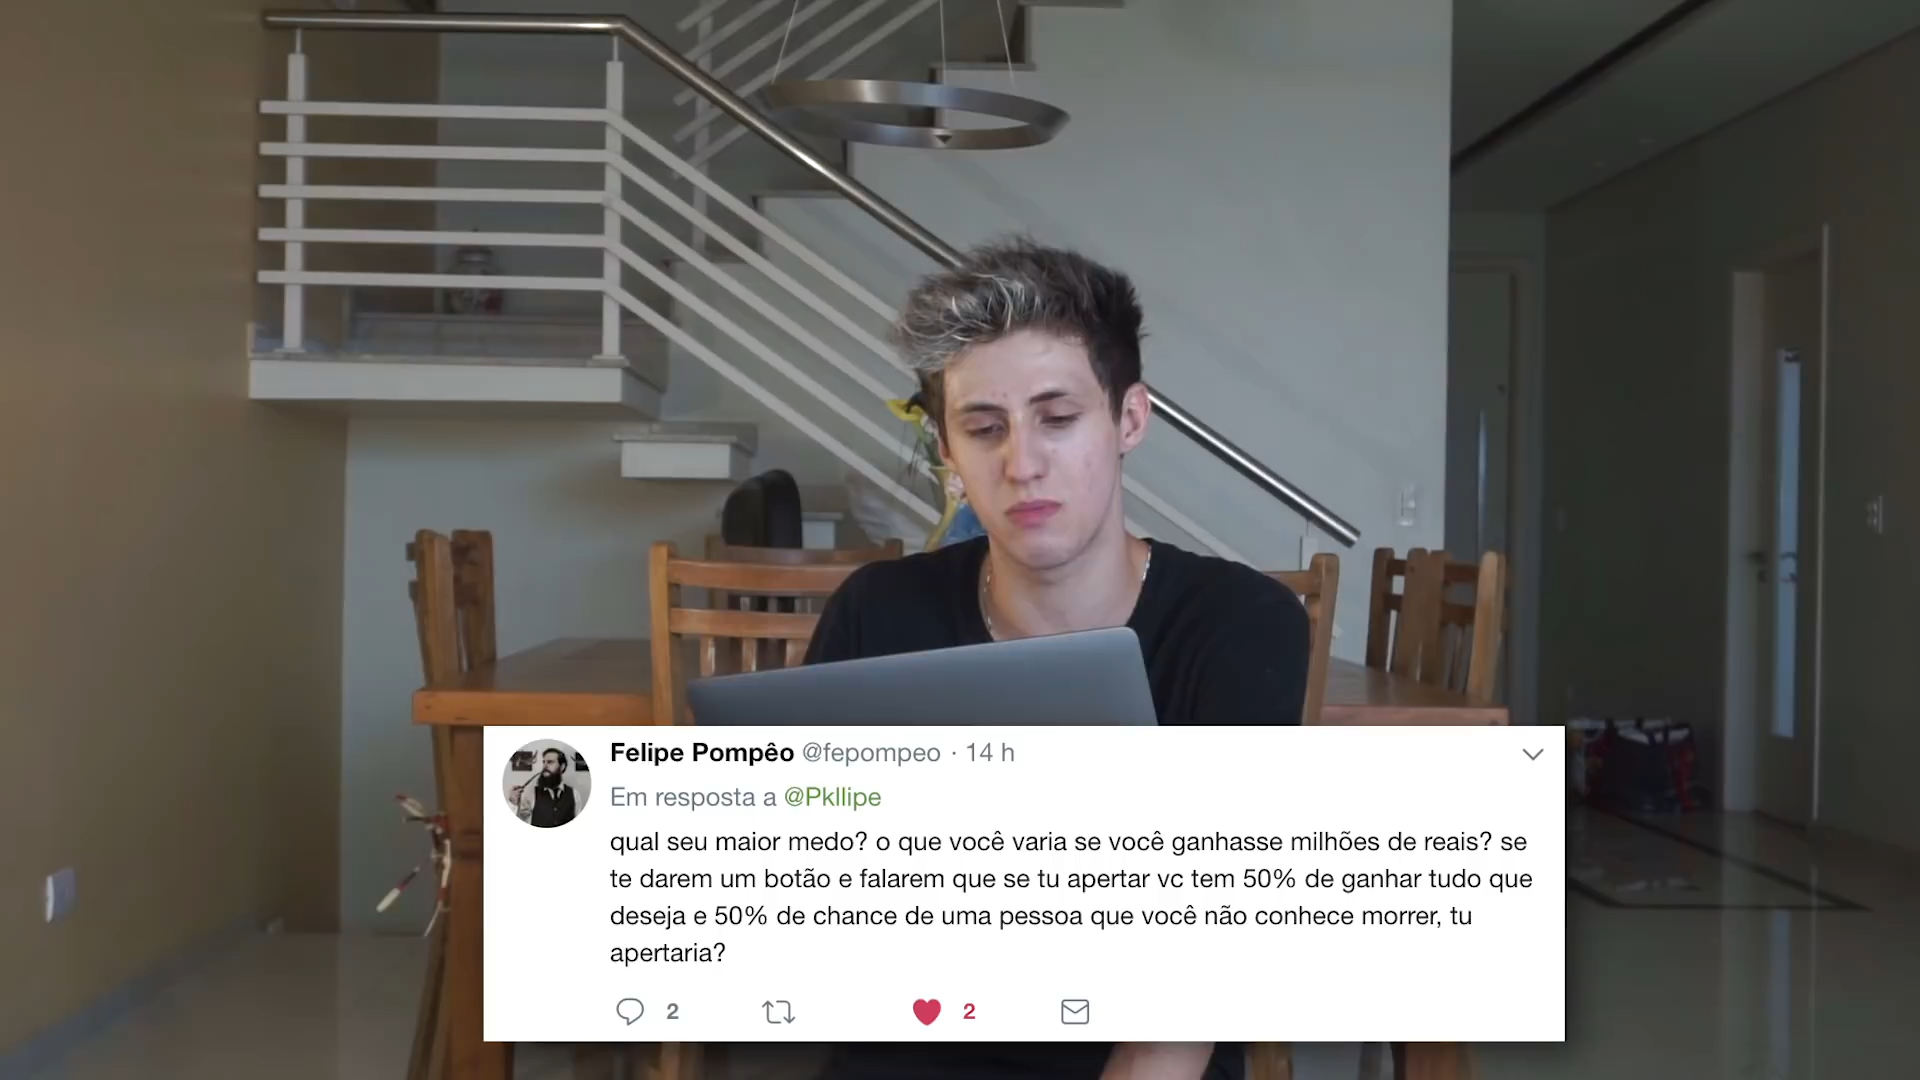 Felipe Pompêo @fepompeo · 14 h
Em resposta a @Pkllipe
qual seu maior medo? o que você varia se você ganhasse milhões de reais? se
te darem um botão e falarem que se tu apertar vc tem 50% de ganhar tudo que
deseja e 50% de chance de uma pessoa que você não conhece morrer, tu
apertaria?
2 2